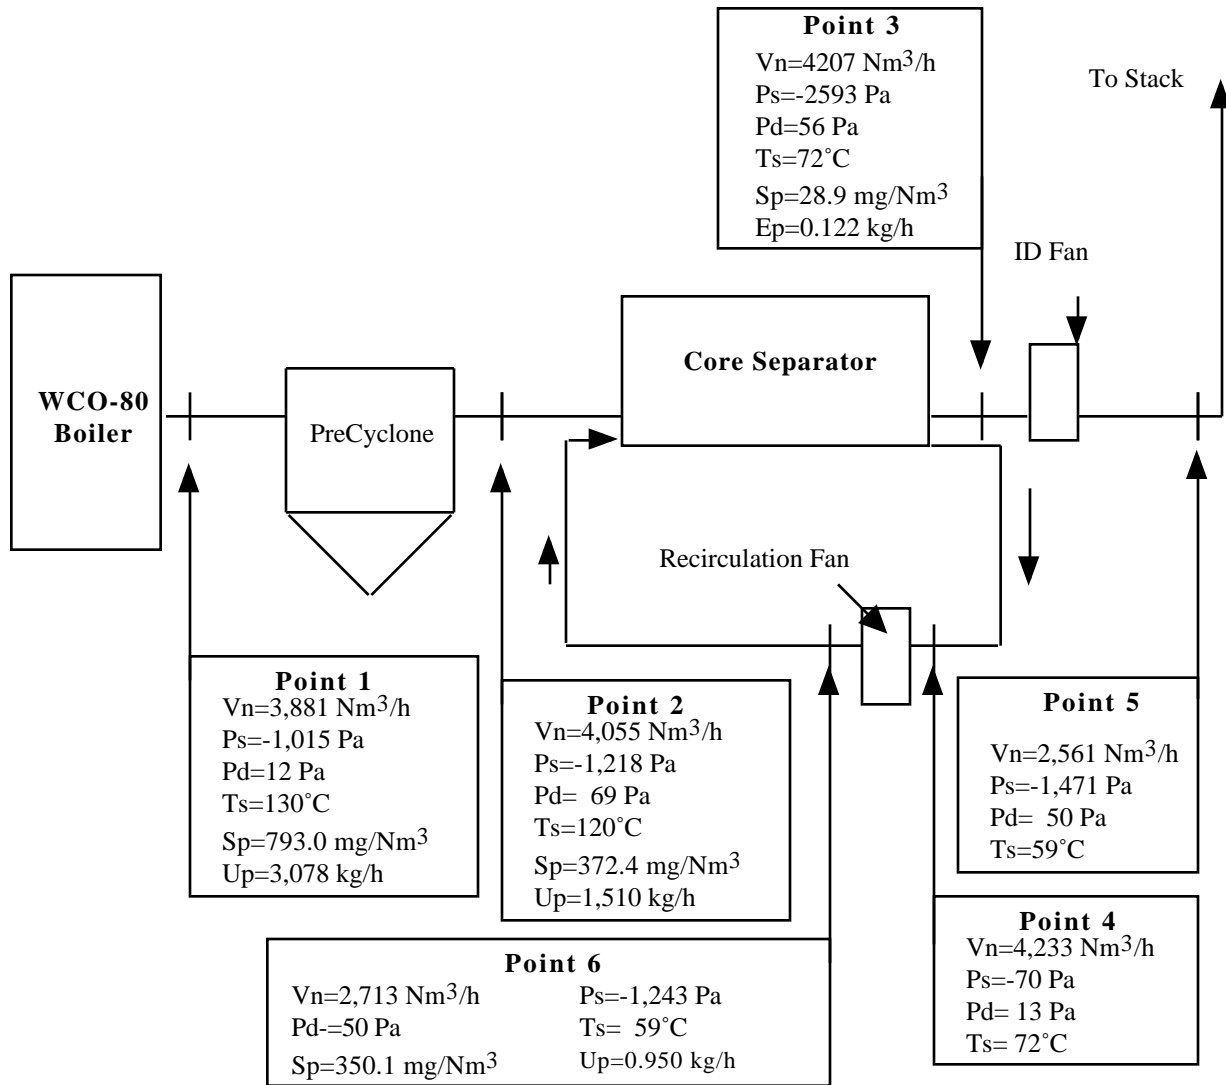 Point 3
Vn=4207 Nm³/h
Ps=-2593 Pa
Pd=56 Pa
Ts=72˚C
Sp=28.9 mg/Nm³
Ep=0.122 kg/h
To Stack
ID Fan
Core Separator
WCO-80
Boiler
PreCyclone
Recirculation Fan
Point 1
Vn=3,881 Nm³/h
Ps=-1,015 Pa
Pd=12 Pa
Ts=130˚C
Sp=793.0 mg/Nm³
Up=3,078 kg/h
Point 2
Vn=4,055 Nm³/h
Ps=-1,218 Pa
Pd= 69 Pa
Ts=120˚C
Sp=372.4 mg/Nm³
Up=1,510 kg/h
Point 5
Vn=2,561 Nm³/h
Ps=-1,471 Pa
Pd= 50 Pa
Ts=59˚C
Point 4
Vn=4,233 Nm³/h
Ps=-70 Pa
Pd= 13 Pa
Ts= 72˚C
Point 6
Vn=2,713 Nm³/h Ps=-1,243 Pa
Pd-=50 Pa Ts= 59˚C
Sp=350.1 mg/Nm³ Up=0.950 kg/h